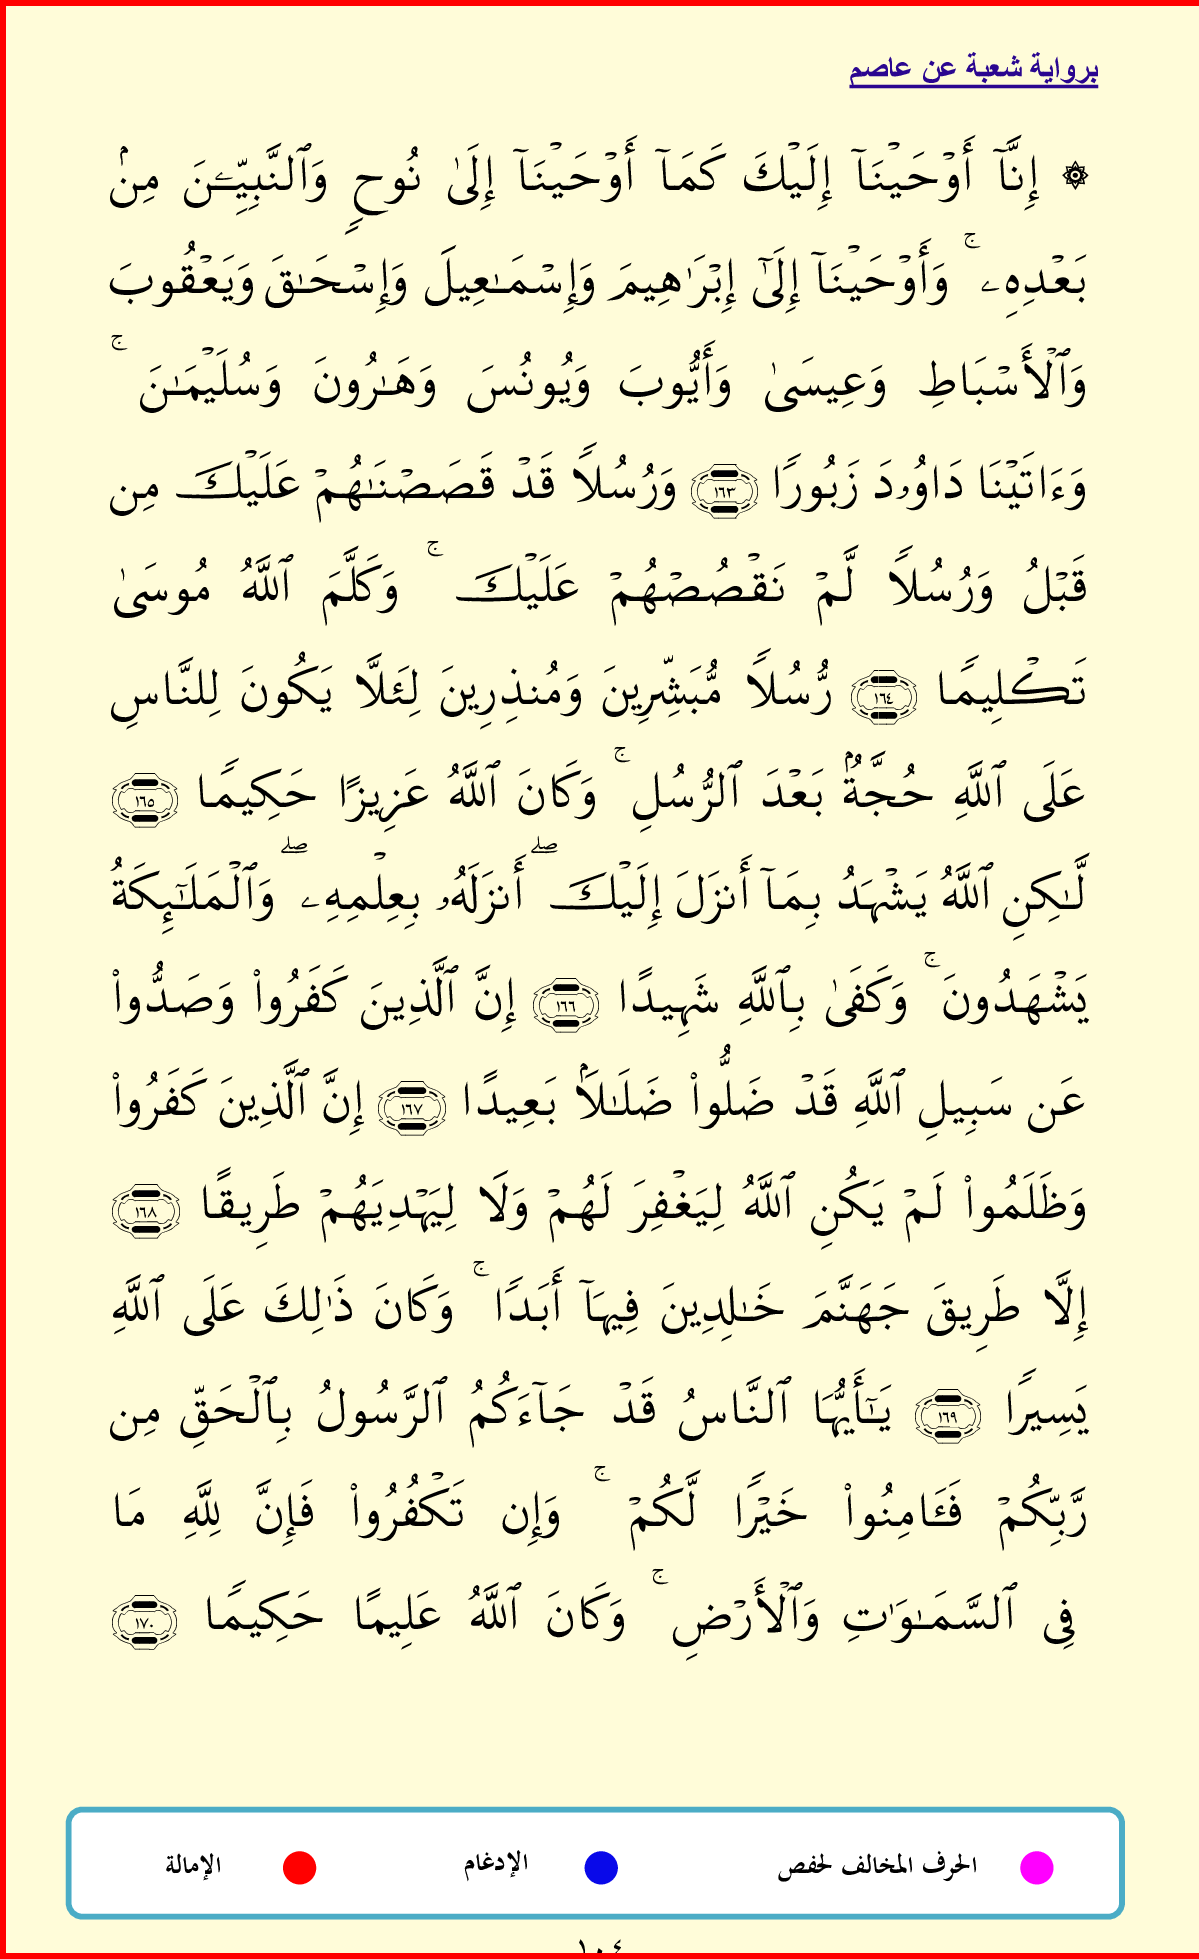 برواية شعبة عن عاصم
۞ إِنَّآ أَوۡحَيۡنَآ إِلَيۡكَ كَمَآ أَوۡحَيۡنَآ إِلَىٰ نُوحٖ وَٱلنَّبِيِّـۧنَ مِنۢ
بَعۡدِهِۦۚ وَأَوۡحَيۡنَآ إِلَىٰٓ إِبۡرَٰهِيمَ وَإِسۡمَٰعِيلَ وَإِسۡحَٰقَ وَيَعۡقُوبَ
وَٱلۡأَسۡبَاطِ وَعِيسَىٰ وَأَيُّوبَ وَيُونُسَ وَهَٰرُونَ وَسُلَيۡمَٰنَۚ
وَءَاتَيۡنَا دَاوُۥدَ زَبُورٗا ١٦٣ وَرُسُلٗا قَدۡ قَصَصۡنَٰهُمۡ عَلَيۡكَ مِن
قَبۡلُ وَرُسُلٗا لَّمۡ نَقۡصُصۡهُمۡ عَلَيۡكَۚ وَكَلَّمَ ٱللَّهُ مُوسَىٰ
تَكۡلِيمٗا ١٦٤ رُّسُلٗا مُّبَشِّرِينَ وَمُنذِرِينَ لِئَلَّا يَكُونَ لِلنَّاسِ
عَلَى ٱللَّهِ حُجَّةُۢ بَعۡدَ ٱلرُّسُلِۚ وَكَانَ ٱللَّهُ عَزِيزًا حَكِيمٗا ١٦٥
لَّٰكِنِ ٱللَّهُ يَشۡهَدُ بِمَآ أَنزَلَ إِلَيۡكَۖ أَنزَلَهُۥ بِعِلۡمِهِۦۖ وَٱلۡمَلَٰٓئِكَةُ
يَشۡهَدُونَۚ وَكَفَىٰ بِٱللَّهِ شَهِيدًا ١٦٦ إِنَّ ٱلَّذِينَ كَفَرُواْ وَصَدُّواْ
عَن سَبِيلِ ٱللَّهِ قَدۡ ضَلُّواْ ضَلَٰلَۢا بَعِيدًا ١٦٧ إِنَّ ٱلَّذِينَ كَفَرُواْ
وَظَلَمُواْ لَمۡ يَكُنِ ٱللَّهُ لِيَغۡفِرَ لَهُمۡ وَلَا لِيَهۡدِيَهُمۡ طَرِيقًا ١٦٨
إِلَّا طَرِيقَ جَهَنَّمَ خَٰلِدِينَ فِيهَآ أَبَدٗاۚ وَكَانَ ذَٰلِكَ عَلَى ٱللَّهِ
يَسِيرٗا ١٦٩ يَٰٓأَيُّهَا ٱلنَّاسُ قَدۡ جَآءَكُمُ ٱلرَّسُولُ بِٱلۡحَقِّ مِن
رَّبِّكُمۡ فَـَٔامِنُواْ خَيۡرٗا لَّكُمۡۚ وَإِن تَكۡفُرُواْ فَإِنَّ لِلَّهِ مَا
فِي ٱلسَّمَٰوَٰتِ وَٱلۡأَرۡضِۚ وَكَانَ ٱللَّهُ عَلِيمًا حَكِيمٗا ١٧٠
الحرف المخالف لحفص الإدغام الإمالة
١٠٤